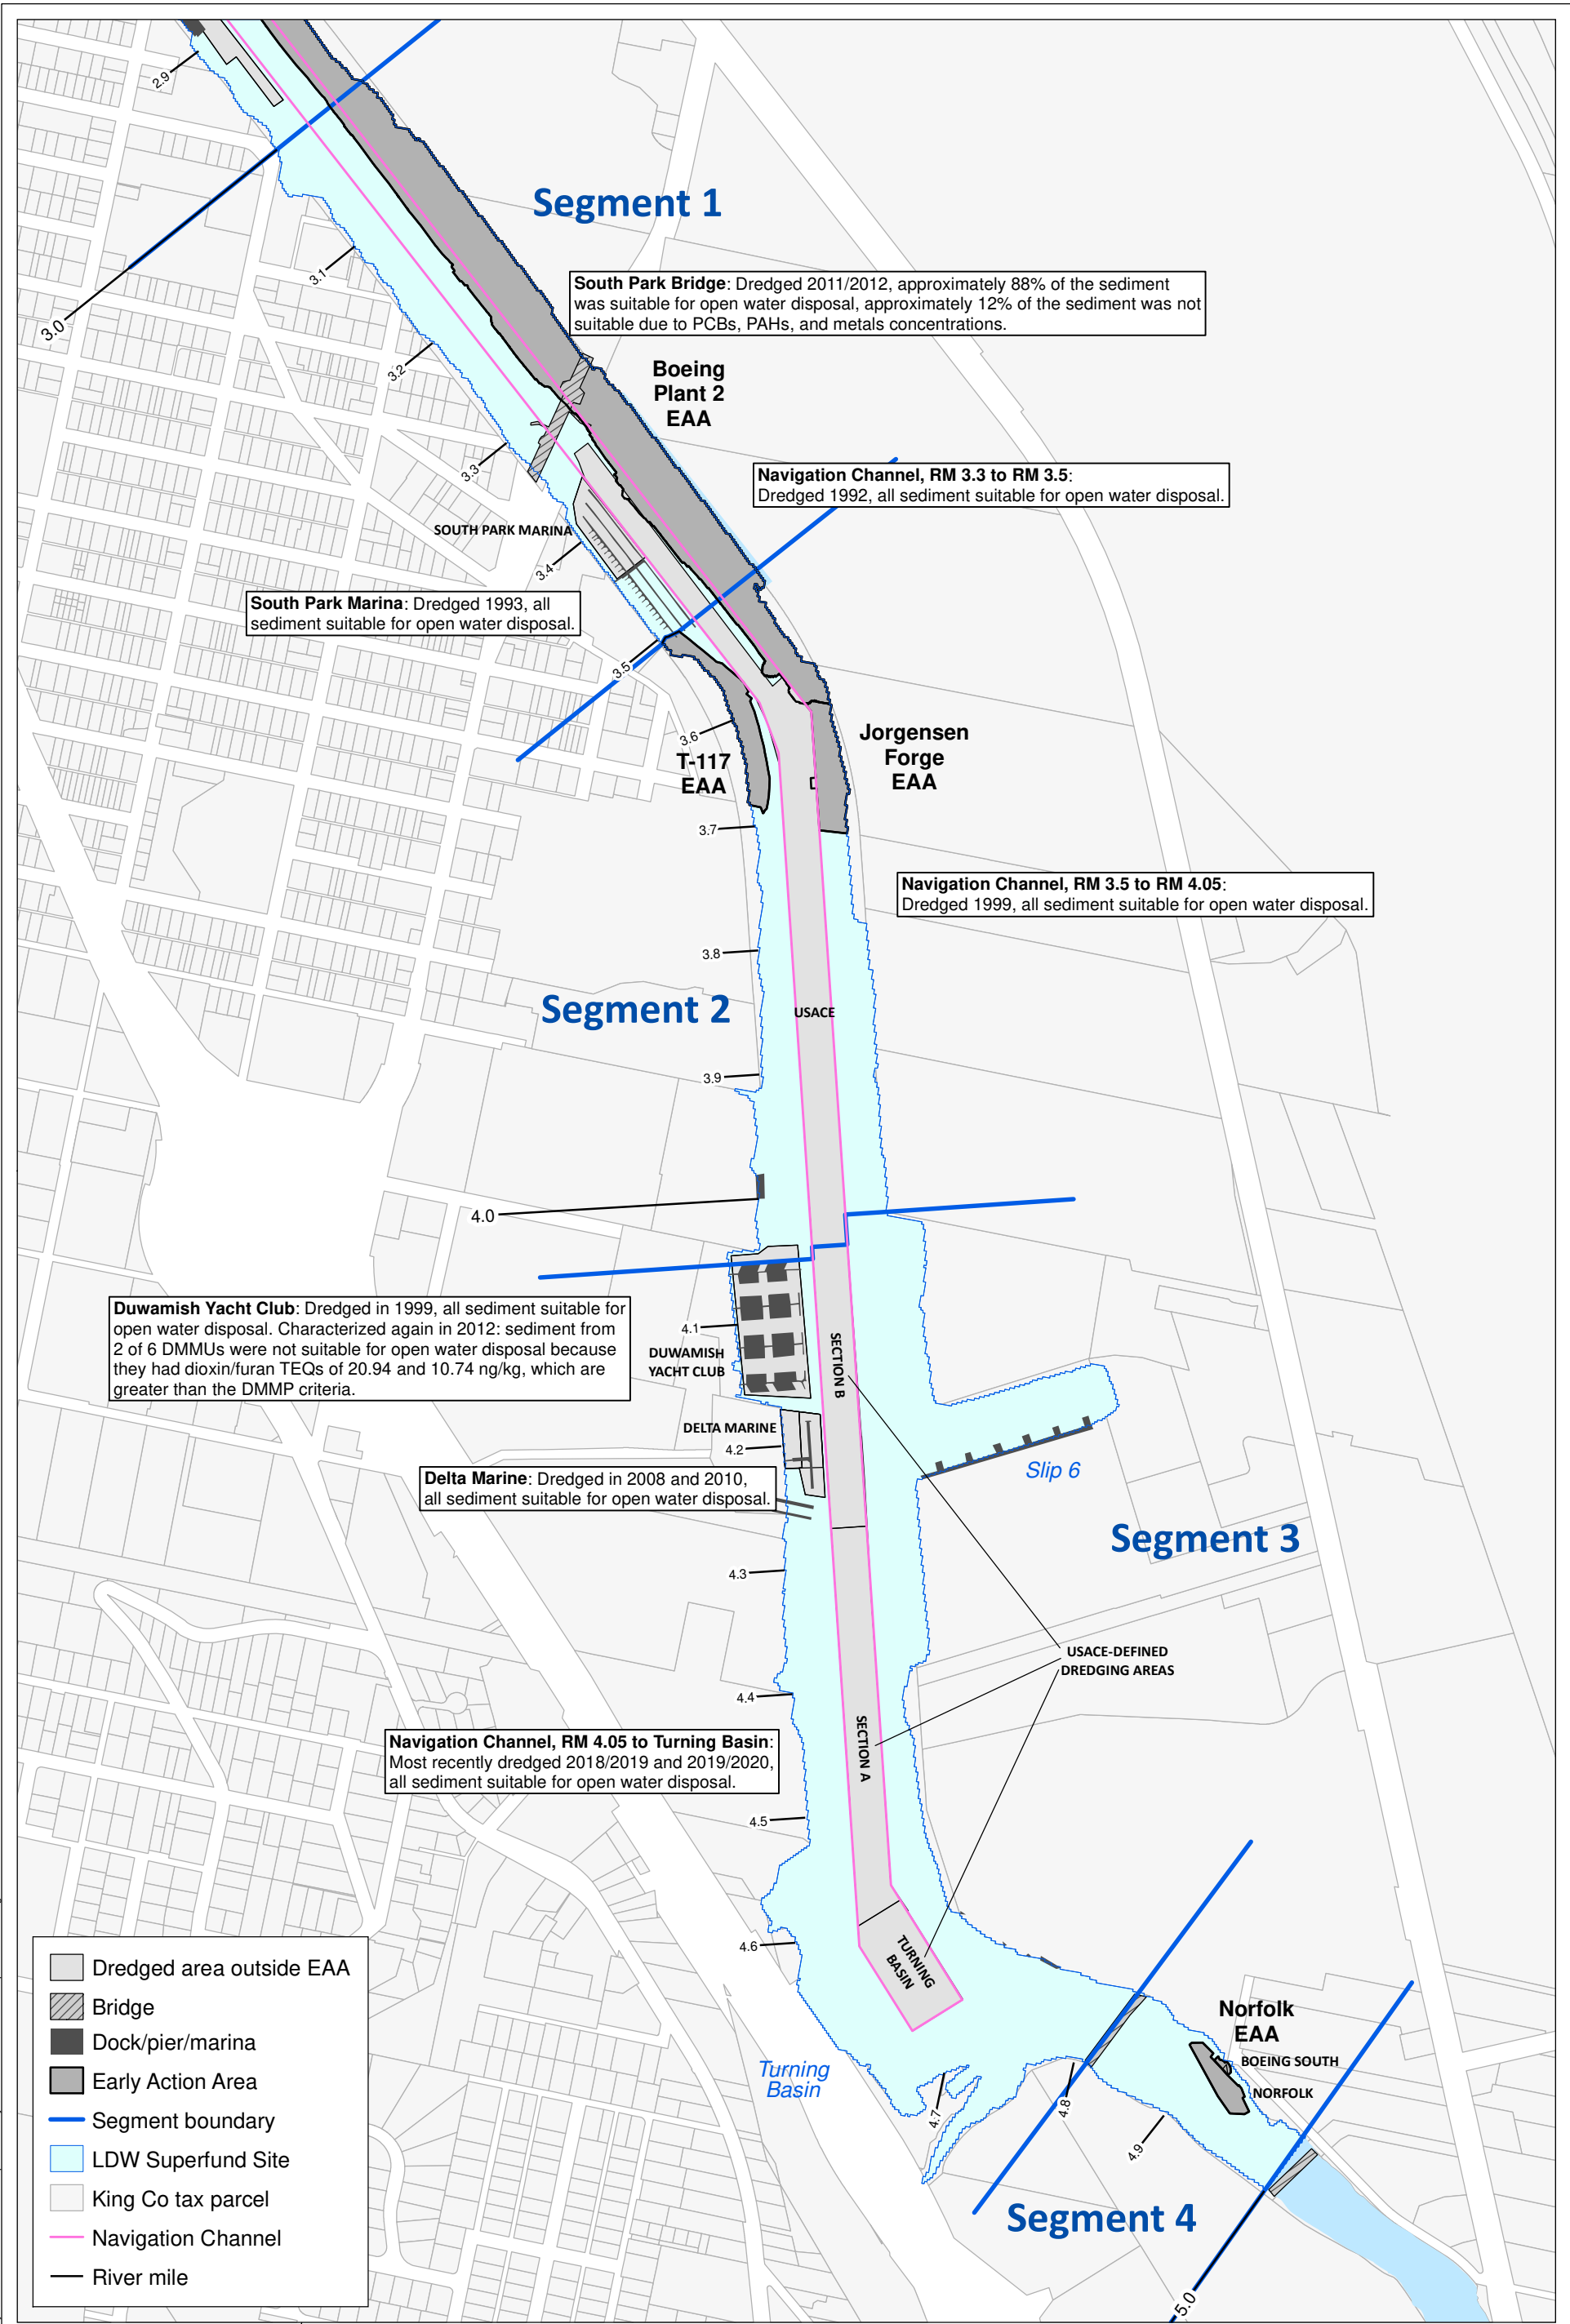 2.9
Segment 1
3.1
3.0
South Park Bridge: Dredged 2011/2012, approximately 88% of the sediment
was suitable for open water disposal, approximately 12% of the sediment was not
suitable due to PCBs, PAHs, and metals concentrations.
3.2
Boeing
Plant 2
EAA
3.3
Navigation Channel, RM 3.3 to RM 3.5:
Dredged 1992, all sediment suitable for open water disposal.
SOUTH PARK MARINA
3.4
South Park Marina: Dredged 1993, all
sediment suitable for open water disposal.
3.5
3.6
T-117
EAA
Jorgensen
Forge
EAA
3.7
Navigation Channel, RM 3.5 to RM 4.05:
Dredged 1999, all sediment suitable for open water disposal.
3.8
Segment 2
USACE
3.9
4.0
Duwamish Yacht Club: Dredged in 1999, all sediment suitable for
open water disposal. Characterized again in 2012: sediment from
2 of 6 DMMUs were not suitable for open water disposal because
they had dioxin/furan TEQs of 20.94 and 10.74 ng/kg, which are
greater than the DMMP criteria.
4.1
DUWAMISH
YACHT CLUB
SECTION B
DELTA MARINE
4.2
Delta Marine: Dredged in 2008 and 2010,
all sediment suitable for open water disposal.
Slip 6
Segment 3
4.3
USACE-DEFINED
DREDGING AREAS
4.4
SECTION A
Navigation Channel, RM 4.05 to Turning Basin:
Most recently dredged 2018/2019 and 2019/2020,
all sediment suitable for open water disposal.
4.5
4.6
TURNING
BASIN
Turning
Basin
4.7
4.8
4.9
Norfolk
EAA
BOEING SOUTH
NORFOLK
Segment 4
5.0
Dredged area outside EAA
Bridge
Dock/pier/marina
Early Action Area
Segment boundary
LDW Superfund Site
King Co tax parcel
Navigation Channel
River mile